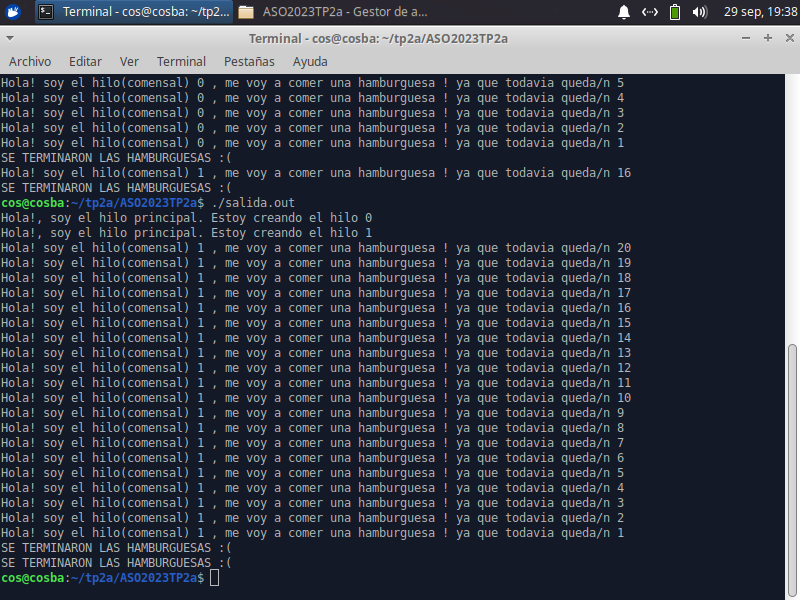 Terminal - cos@cosba: ~/tp2...
ASO2023TP2a - Gestor de a...
29 sep, 19:38
Terminal - cos@cosba: ~/tp2a/ASO2023TP2a
Archivo Editar Ver Terminal Pestañas Ayuda
Hola! soy el hilo(comensal) 0 , me voy a comer una hamburguesa ! ya que todavia queda/n 5
Hola! soy el hilo(comensal) 0 , me voy a comer una hamburguesa ! ya que todavia queda/n 4
Hola! soy el hilo(comensal) 0 , me voy a comer una hamburguesa ! ya que todavia queda/n 3
Hola! soy el hilo(comensal) 0 , me voy a comer una hamburguesa ! ya que todavia queda/n 2
Hola! soy el hilo(comensal) 0 , me voy a comer una hamburguesa ! ya que todavia queda/n 1
SE TERMINARON LAS HAMBURGUESAS :(
Hola! soy el hilo(comensal) 1 , me voy a comer una hamburguesa ! ya que todavia queda/n 16
SE TERMINARON LAS HAMBURGUESAS :(
cos@cosba:~/tp2a/ASO2023TP2a$ ./salida.out
Hola!, soy el hilo principal. Estoy creando el hilo 0
Hola!, soy el hilo principal. Estoy creando el hilo 1
Hola! soy el hilo(comensal) 1 , me voy a comer una hamburguesa ! ya que todavia queda/n 20
Hola! soy el hilo(comensal) 1 , me voy a comer una hamburguesa ! ya que todavia queda/n 19
Hola! soy el hilo(comensal) 1 , me voy a comer una hamburguesa ! ya que todavia queda/n 18
Hola! soy el hilo(comensal) 1 , me voy a comer una hamburguesa ! ya que todavia queda/n 17
Hola! soy el hilo(comensal) 1 , me voy a comer una hamburguesa ! ya que todavia queda/n 16
Hola! soy el hilo(comensal) 1 , me voy a comer una hamburguesa ! ya que todavia queda/n 15
Hola! soy el hilo(comensal) 1 , me voy a comer una hamburguesa ! ya que todavia queda/n 14
Hola! soy el hilo(comensal) 1 , me voy a comer una hamburguesa ! ya que todavia queda/n 13
Hola! soy el hilo(comensal) 1 , me voy a comer una hamburguesa ! ya que todavia queda/n 12
Hola! soy el hilo(comensal) 1 , me voy a comer una hamburguesa ! ya que todavia queda/n 11
Hola! soy el hilo(comensal) 1 , me voy a comer una hamburguesa ! ya que todavia queda/n 10
Hola! soy el hilo(comensal) 1 , me voy a comer una hamburguesa ! ya que todavia queda/n 9
Hola! soy el hilo(comensal) 1 , me voy a comer una hamburguesa ! ya que todavia queda/n 8
Hola! soy el hilo(comensal) 1 , me voy a comer una hamburguesa ! ya que todavia queda/n 7
Hola! soy el hilo(comensal) 1 , me voy a comer una hamburguesa ! ya que todavia queda/n 6
Hola! soy el hilo(comensal) 1 , me voy a comer una hamburguesa ! ya que todavia queda/n 5
Hola! soy el hilo(comensal) 1 , me voy a comer una hamburguesa ! ya que todavia queda/n 4
Hola! soy el hilo(comensal) 1 , me voy a comer una hamburguesa ! ya que todavia queda/n 3
Hola! soy el hilo(comensal) 1 , me voy a comer una hamburguesa ! ya que todavia queda/n 2
Hola! soy el hilo(comensal) 1 , me voy a comer una hamburguesa ! ya que todavia queda/n 1
SE TERMINARON LAS HAMBURGUESAS :(
SE TERMINARON LAS HAMBURGUESAS :(
cos@cosba:~/tp2a/ASO2023TP2a$